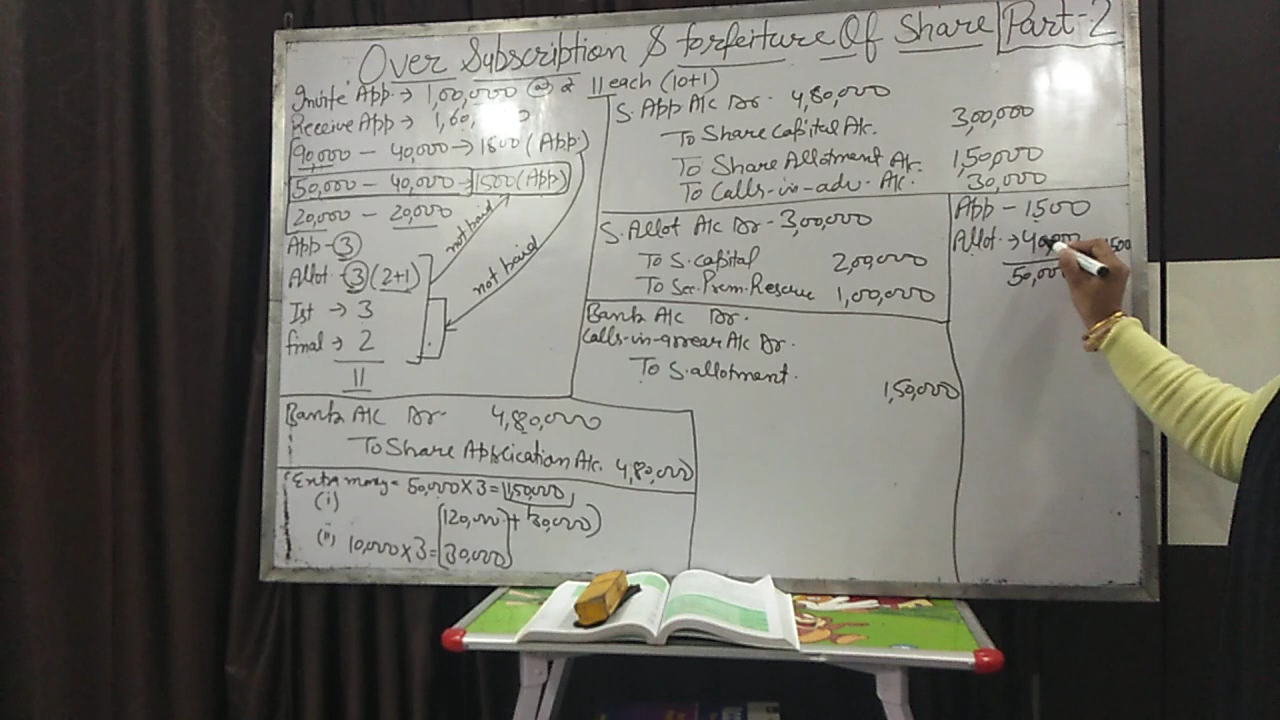 Over Subscription & forfeiture Of Share Part-2
Invite App → 1,00,000 @ ₹ 11 each (10+1)
Receive App → 1,60,
90,000 - 40,000 → 1800 (App)
50,000 - 40,000 → 1500 (App)
20,000 - 20,000
App - 3
Allot - 3 (2+1)
Ist → 3
final → 2
11
not paid
not paid
Bank A/C Dr. 4,80,000
To Share Application A/c. 4,80,000
Extra money = 50,000 X 3 = 1,50,000
(i)
[120,000 + 30,000)
(ii) 10,000 X 3 = 30,000
S. App A/C Dr. 4,80,000
To Share Capital A/c. 3,00,000
To Share Allotment A/c. 1,50,000
To Calls-in-adv. A/c. 30,000
S. Allot A/C Dr - 3,00,000
To S. capital 2,00,000
To Sec. Prem. Reserve 1,00,000
Bank A/C Dr.
Calls-in-arrear A/C Dr.
To S. allotment. 1,50,000
App - 1500
Allot. → 40,000 1500
50,000